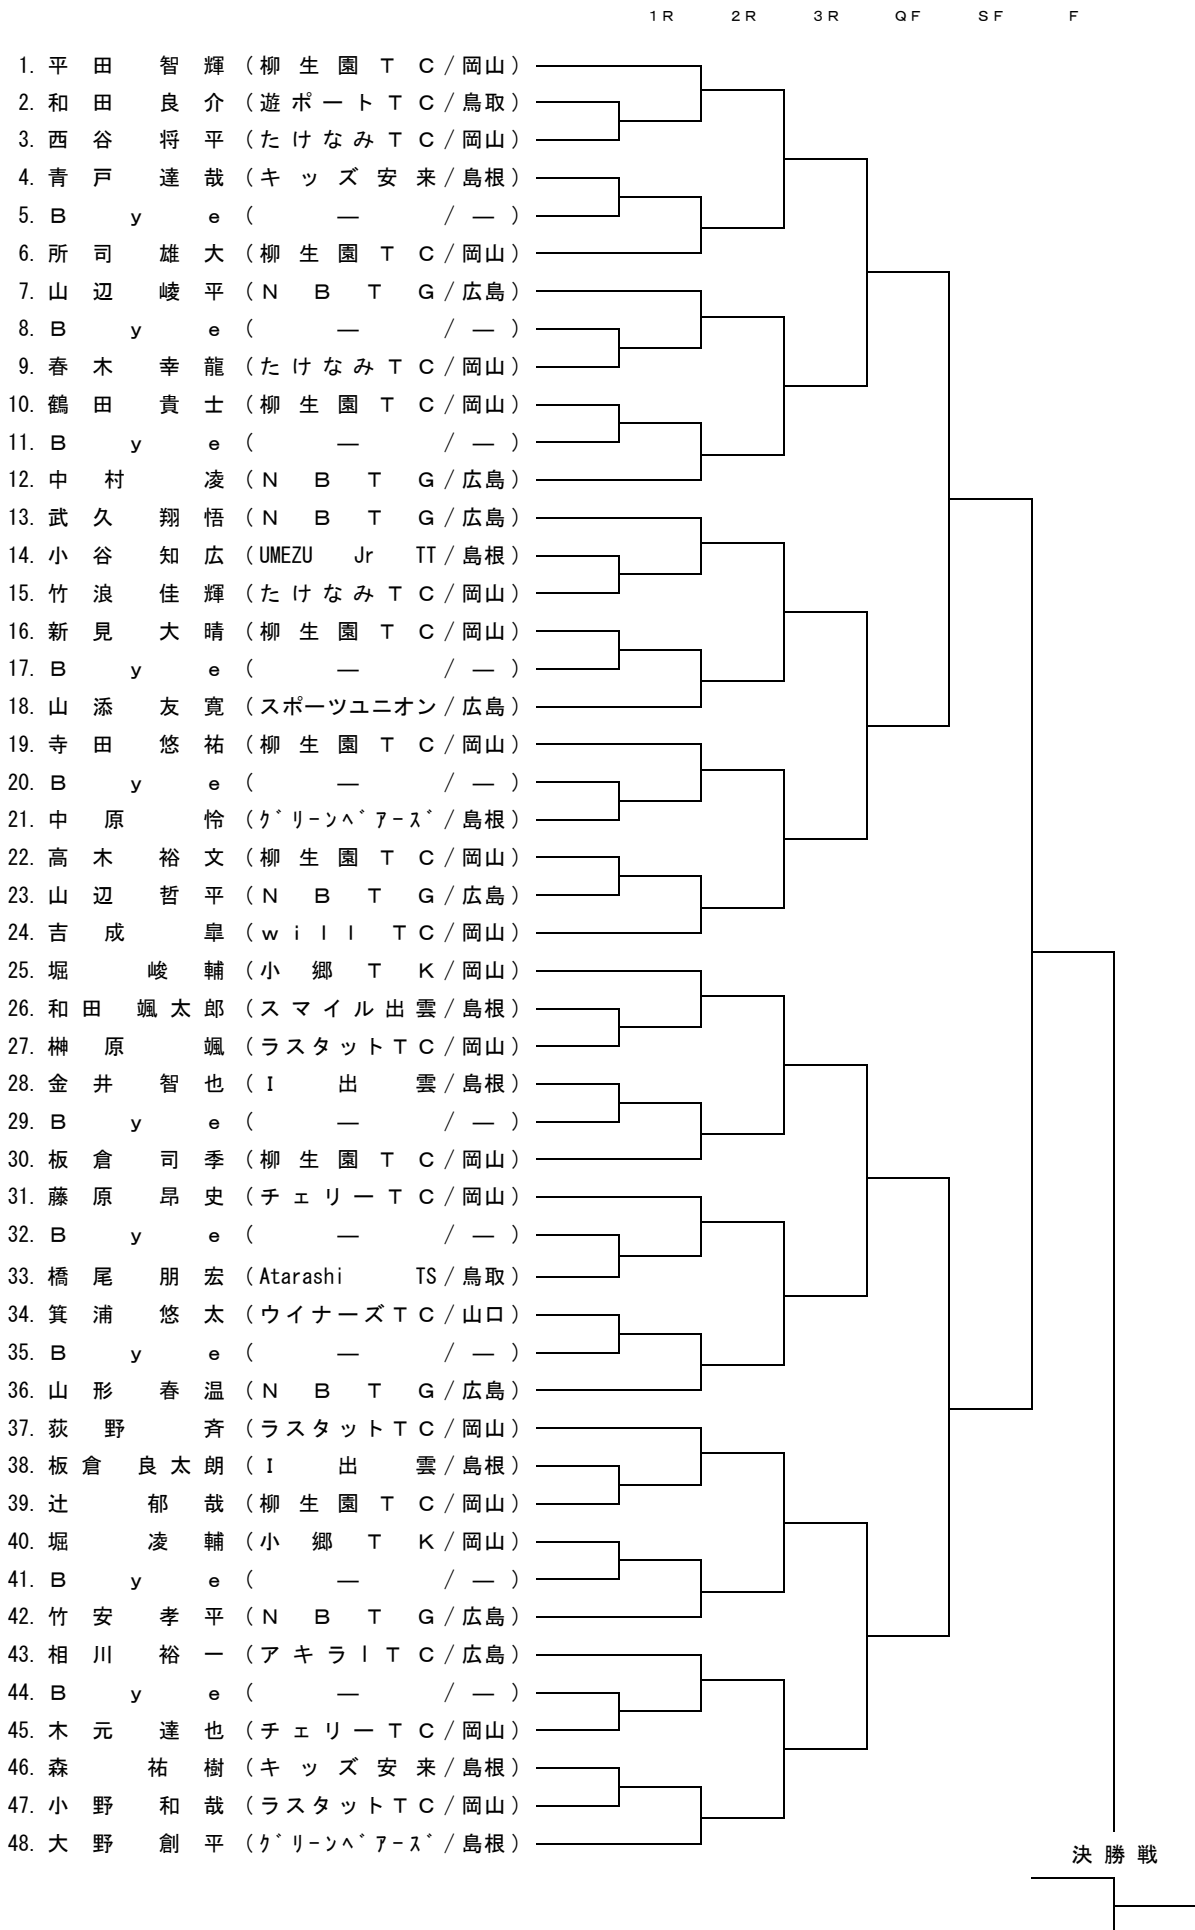 １Ｒ ２Ｒ ３Ｒ ＱＦ ＳＦ Ｆ
1. 平田 智輝 (柳生園ＴＣ/岡山)
2. 和田 良介 (遊ポートＴＣ/鳥取)
3. 西谷 将平 (たけなみＴＣ/岡山)
4. 青戸 達哉 (キッズ安来/島根)
5. Ｂｙｅ (―/―)
6. 所司 雄大 (柳生園ＴＣ/岡山)
7. 山辺 崚平 (ＮＢＴＧ/広島)
8. Ｂｙｅ (―/―)
9. 春木 幸龍 (たけなみＴＣ/岡山)
10. 鶴田 貴士 (柳生園ＴＣ/岡山)
11. Ｂｙｅ (―/―)
12. 中村 凌 (ＮＢＴＧ/広島)
13. 武久 翔悟 (ＮＢＴＧ/広島)
14. 小谷 知広 (UMEZU Jr TT/島根)
15. 竹浪 佳輝 (たけなみＴＣ/岡山)
16. 新見 大晴 (柳生園ＴＣ/岡山)
17. Ｂｙｅ (―/―)
18. 山添 友寛 (スポーツユニオン/広島)
19. 寺田 悠祐 (柳生園ＴＣ/岡山)
20. Ｂｙｅ (―/―)
21. 中原 怜 (ｸﾞﾘｰﾝﾍﾞｱｰｽﾞ/島根)
22. 高木 裕文 (柳生園ＴＣ/岡山)
23. 山辺 哲平 (ＮＢＴＧ/広島)
24. 吉成 皐 (ｗｉｌｌ ＴＣ/岡山)
25. 堀 峻輔 (小郷ＴＫ/岡山)
26. 和田 颯太郎 (スマイル出雲/島根)
27. 榊原 颯 (ラスタットＴＣ/岡山)
28. 金井 智也 (Ｉ出雲/島根)
29. Ｂｙｅ (―/―)
30. 板倉 司季 (柳生園ＴＣ/岡山)
31. 藤原 昂史 (チェリーＴＣ/岡山)
32. Ｂｙｅ (―/―)
33. 橋尾 朋宏 (Atarashi TS/鳥取)
34. 箕浦 悠太 (ウイナーズＴＣ/山口)
35. Ｂｙｅ (―/―)
36. 山形 春温 (ＮＢＴＧ/広島)
37. 荻野 斉 (ラスタットＴＣ/岡山)
38. 板倉 良太朗 (Ｉ出雲/島根)
39. 辻 郁哉 (柳生園ＴＣ/岡山)
40. 堀 凌輔 (小郷ＴＫ/岡山)
41. Ｂｙｅ (―/―)
42. 竹安 孝平 (ＮＢＴＧ/広島)
43. 相川 裕一 (アキラＩＴＣ/広島)
44. Ｂｙｅ (―/―)
45. 木元 達也 (チェリーＴＣ/岡山)
46. 森 祐樹 (キッズ安来/島根)
47. 小野 和哉 (ラスタットＴＣ/岡山)
48. 大野 創平 (ｸﾞﾘｰﾝﾍﾞｱｰｽﾞ/島根)
決勝戦